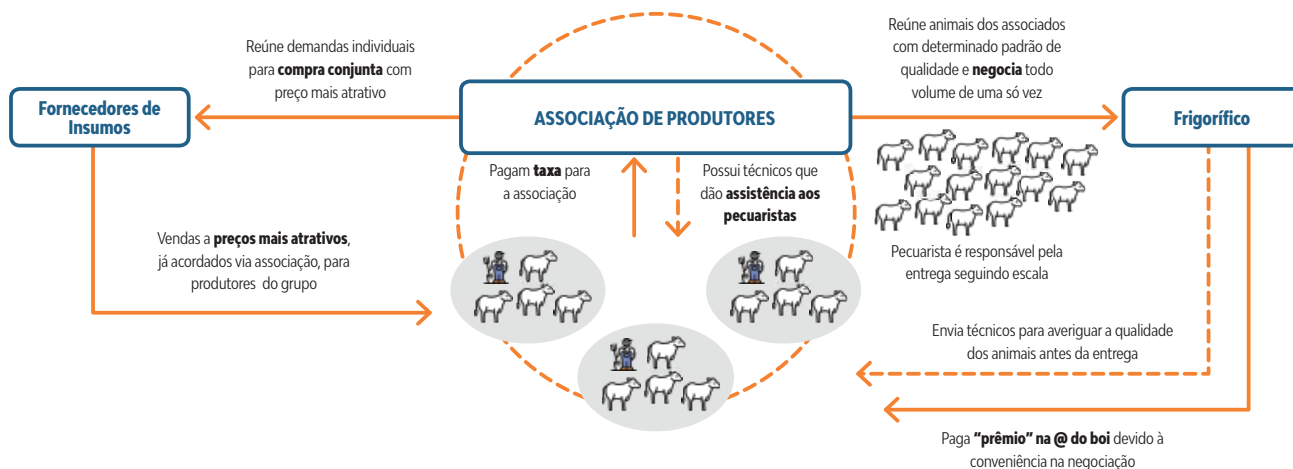 Reúne demandas individuais
para compra conjunta com
preço mais atrativo
Reúne animais dos associados
com determinado padrão de
qualidade e negocia todo
volume de uma só vez
Fornecedores de
Insumos
ASSOCIAÇÃO DE PRODUTORES
Frigorífico
Pagam taxa para
a associação
Possui técnicos que
dão assistência aos
pecuaristas
Vendas a preços mais atrativos,
já acordados via associação, para
produtores do grupo
Pecuarista é responsável pela
entrega seguindo escala
Envia técnicos para averiguar a qualidade
dos animais antes da entrega
Paga “prêmio” na @ do boi devido à
conveniência na negociação